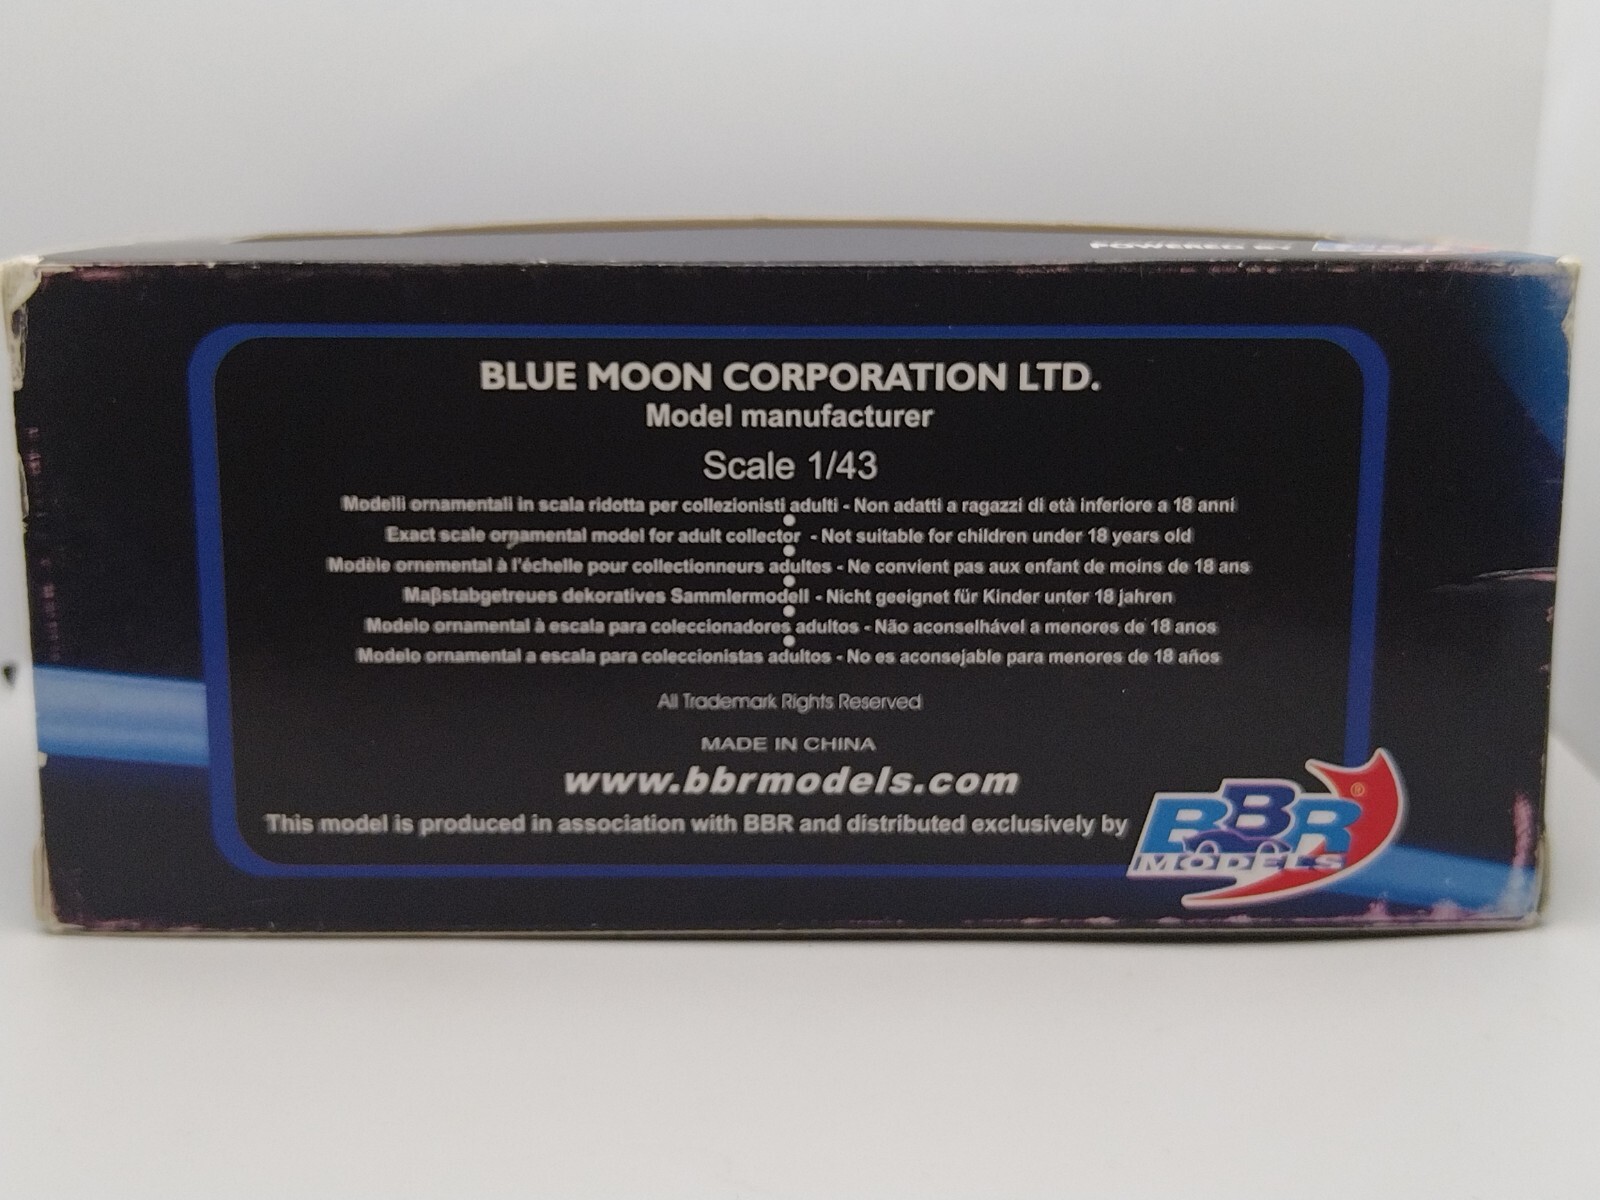 POWERED BY
BLUE MOON CORPORATION LTD.
Model manufacturer
Scale 1/43
Modelli ornamentali in scala ridotta per collezionisti adulti - Non adatti a ragazzi di età inferiore a 18 anni
Exact scale ornamental model for adult collector - Not suitable for children under 18 years old
Modèle ornemental à l'échelle pour collectionneurs adultes - Ne convient pas aux enfant de moins de 18 ans
Maβstabgetreues dekoratives Sammlermodell - Nicht geeignet für Kinder unter 18 jahren
Modelo ornamental à escala para coleccionadores adultos - Não aconselhável a menores de 18 anos
Modelo ornamental a escala para coleccionistas adultos - No es aconsejable para menores de 18 años
All Trademark Rights Reserved
MADE IN CHINA
www.bbrmodels.com
This model is produced in association with BBR and distributed exclusively by
BBR®
MODELS